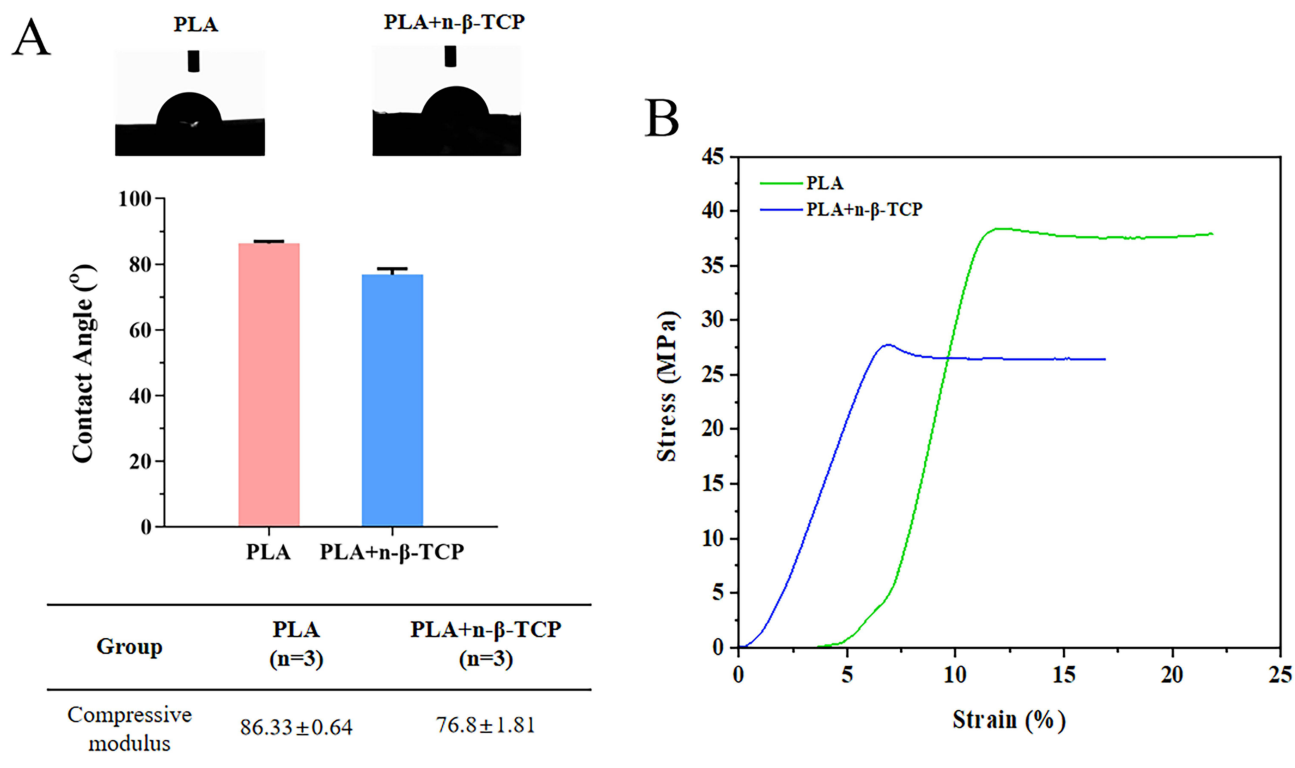 A
PLA
PLA+n-β-TCP
100
80
60
40
20
0
Contact Angle (°)
PLA
PLA+n-β-TCP
Group
PLA
(n=3)
PLA+n-β-TCP
(n=3)
Compressive
modulus
86.33±0.64
76.8±1.81
B
45
40
35
30
25
20
15
10
5
0
Stress (MPa)
PLA
PLA+n-β-TCP
0
5
10
15
20
25
Strain (%)